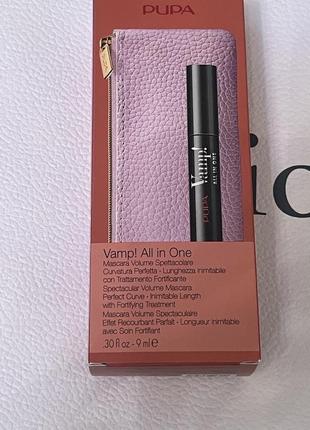 PUPA
Vamp!
ALL IN ONE
PUPA
Vamp! All in One
Mascara Volume Spettacolare
Curvatura Perfetta - Lunghezza Inimitabile
con Trattamento Fortificante
Spectacular Volume Mascara
Perfect Curve - Inimitable Length
with Fortifying Treatment
Mascara Volume Spectaculaire
Effet Recourbant Parfait - Longueur Inimitable
avec Soin Fortifiant
.30 fl oz - 9 ml ℮